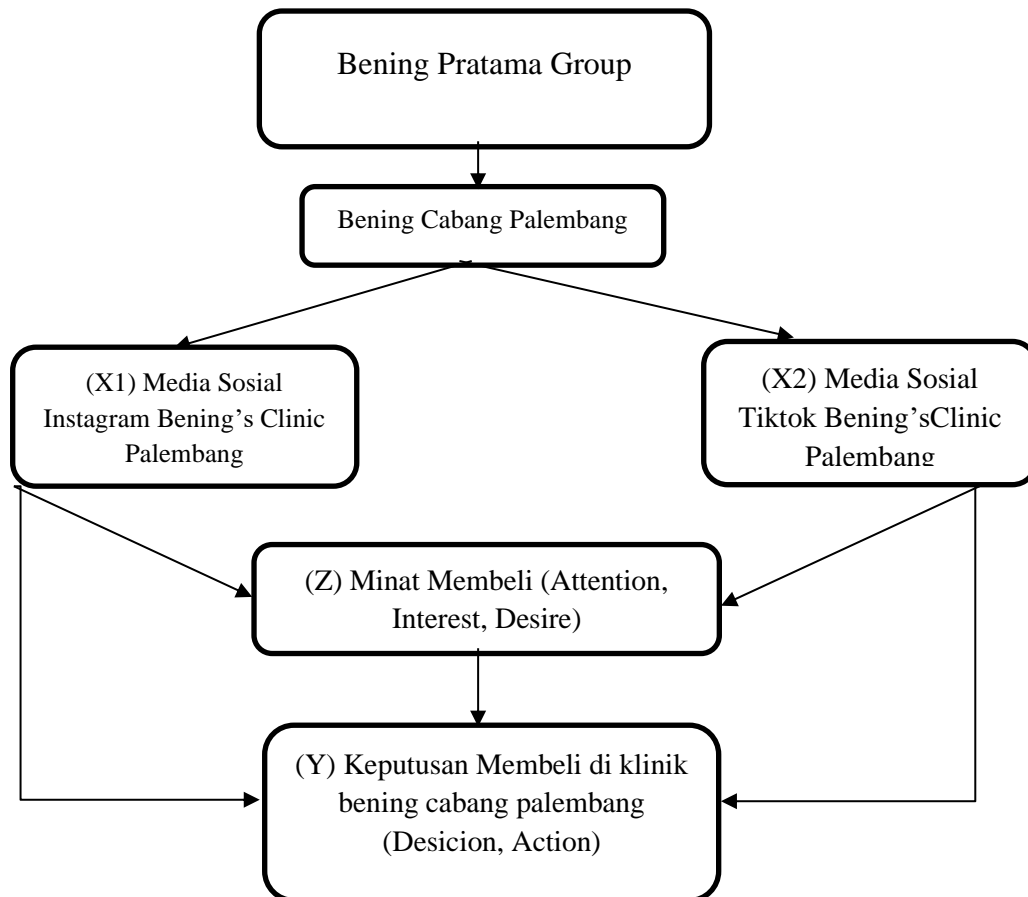 Bening Pratama Group
Bening Cabang Palembang
(X1) Media Sosial
Instagram Bening’s Clinic
Palembang
(X2) Media Sosial
Tiktok Bening’sClinic
Palembang
(Z) Minat Membeli (Attention,
Interest, Desire)
(Y) Keputusan Membeli di klinik
bening cabang palembang
(Desicion, Action)